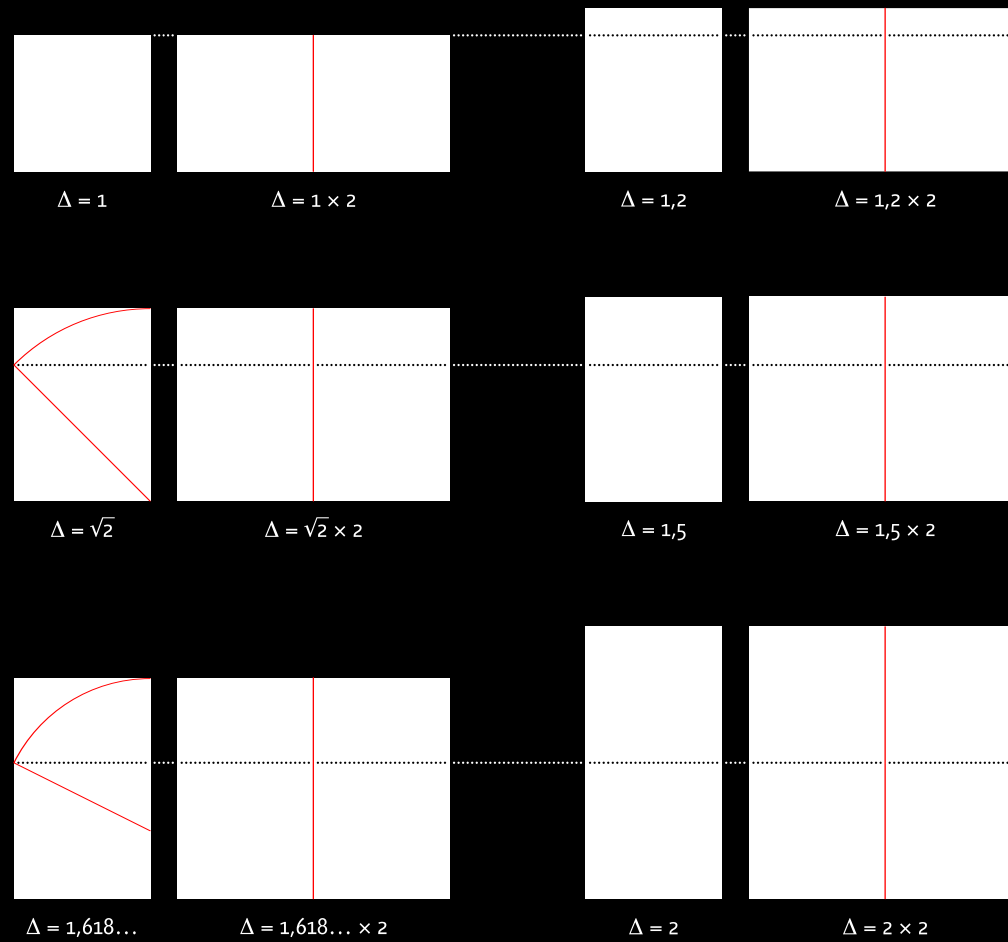 Δ = 1
Δ = 1 × 2
Δ = 1,2
Δ = 1,2 × 2
Δ = √2
Δ = √2 × 2
Δ = 1,5
Δ = 1,5 × 2
Δ = 1,618…
Δ = 1,618… × 2
Δ = 2
Δ = 2 × 2